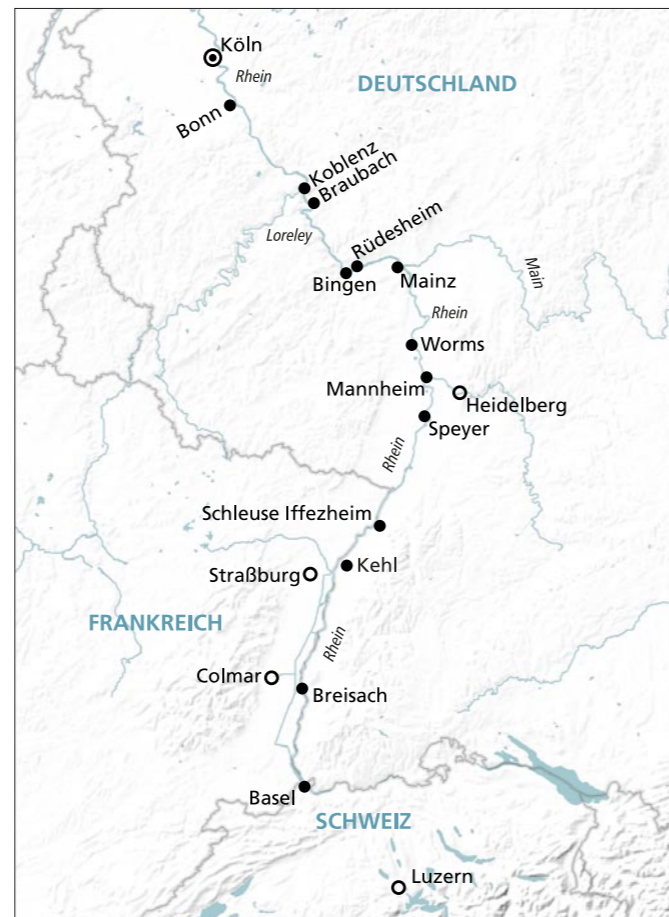 Köln
Rhein
DEUTSCHLAND
Bonn
Koblenz
Braubach
Loreley
Rüdesheim
Bingen
Mainz
Main
Rhein
Worms
Mannheim
Heidelberg
Speyer
Rhein
Schleuse Iffezheim
Straßburg
Kehl
FRANKREICH
Rhein
Colmar
Breisach
Basel
SCHWEIZ
Luzern